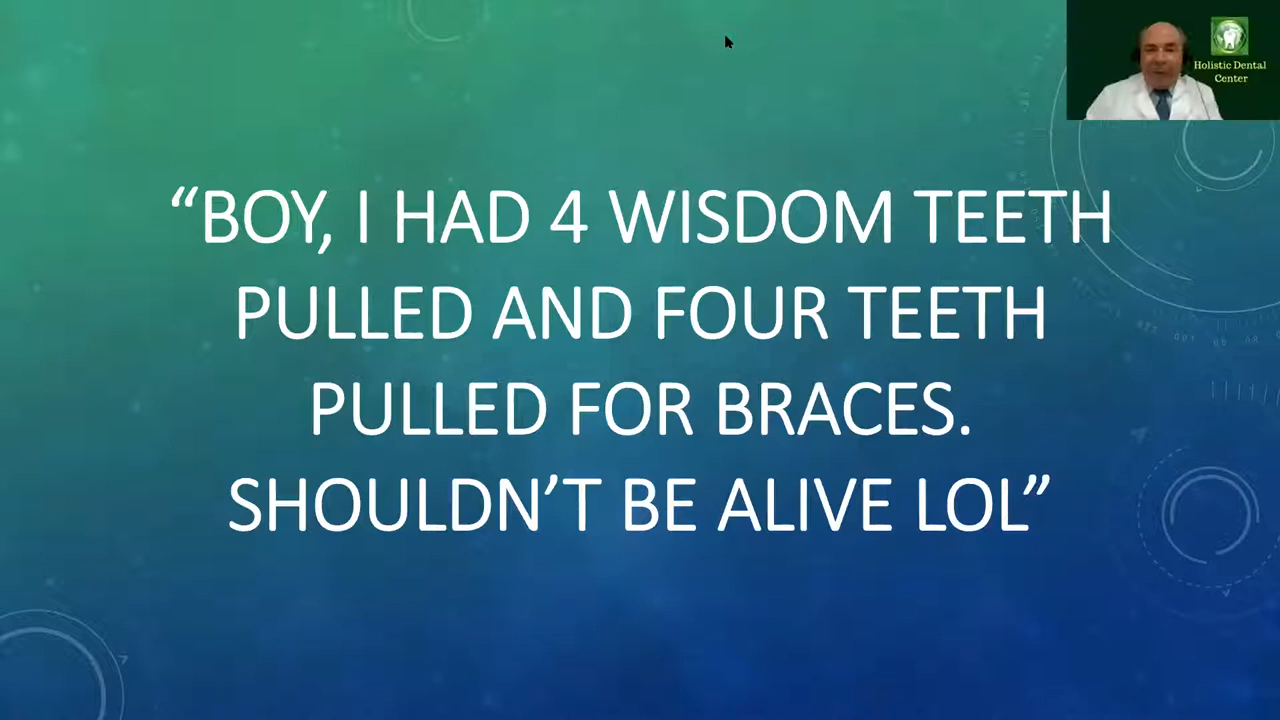 “BOY, I HAD 4 WISDOM TEETH
PULLED AND FOUR TEETH
PULLED FOR BRACES.
SHOULDN’T BE ALIVE LOL”
Holistic Dental
Center